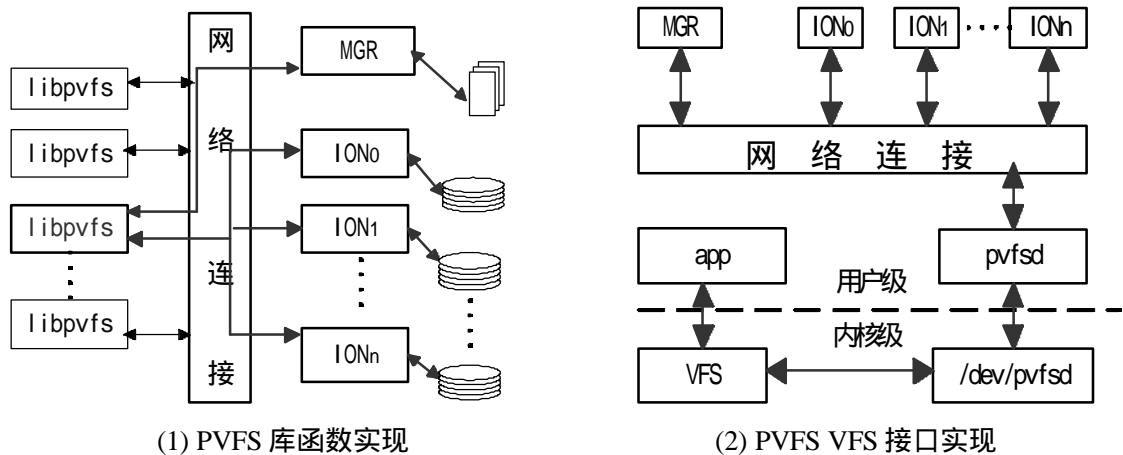 网络连接
libpvfs
libpvfs
libpvfs
libpvfs
MGR
ION0
ION1
IONn
(1) PVFS 库函数实现
MGR
ION0
ION1
IONn
网 络 连 接
app
pvfsd
用户级
内核级
VFS
/dev/pvfsd
(2) PVFS VFS 接口实现